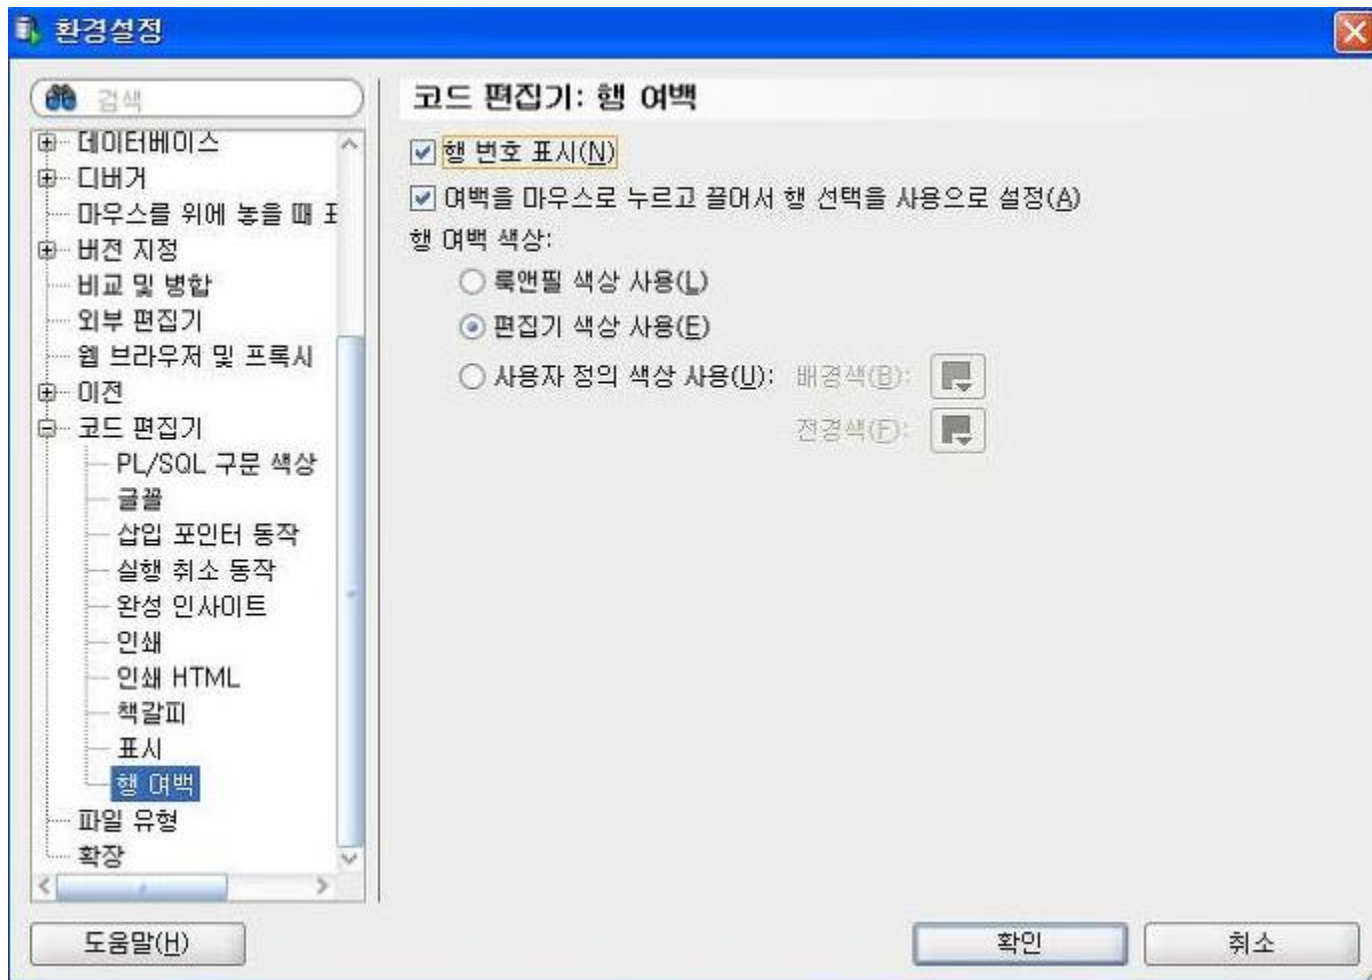 환경설정
검색
데이터베이스
디버거
마우스를 위에 놓을 때 표
버전 지정
비교 및 병합
외부 편집기
웹 브라우저 및 프록시
이전
코드 편집기
PL/SQL 구문 색상
글꼴
삽입 포인터 동작
실행 취소 동작
완성 인사이트
인쇄
인쇄 HTML
책갈피
표시
행 여백
파일 유형
확장
코드 편집기: 행 여백
행 번호 표시(N)
여백을 마우스로 누르고 끌어서 행 선택을 사용으로 설정(A)
행 여백 색상:
룩앤필 색상 사용(L)
편집기 색상 사용(E)
사용자 정의 색상 사용(U): 배경색(B):
전경색(F):
도움말(H) 확인 취소